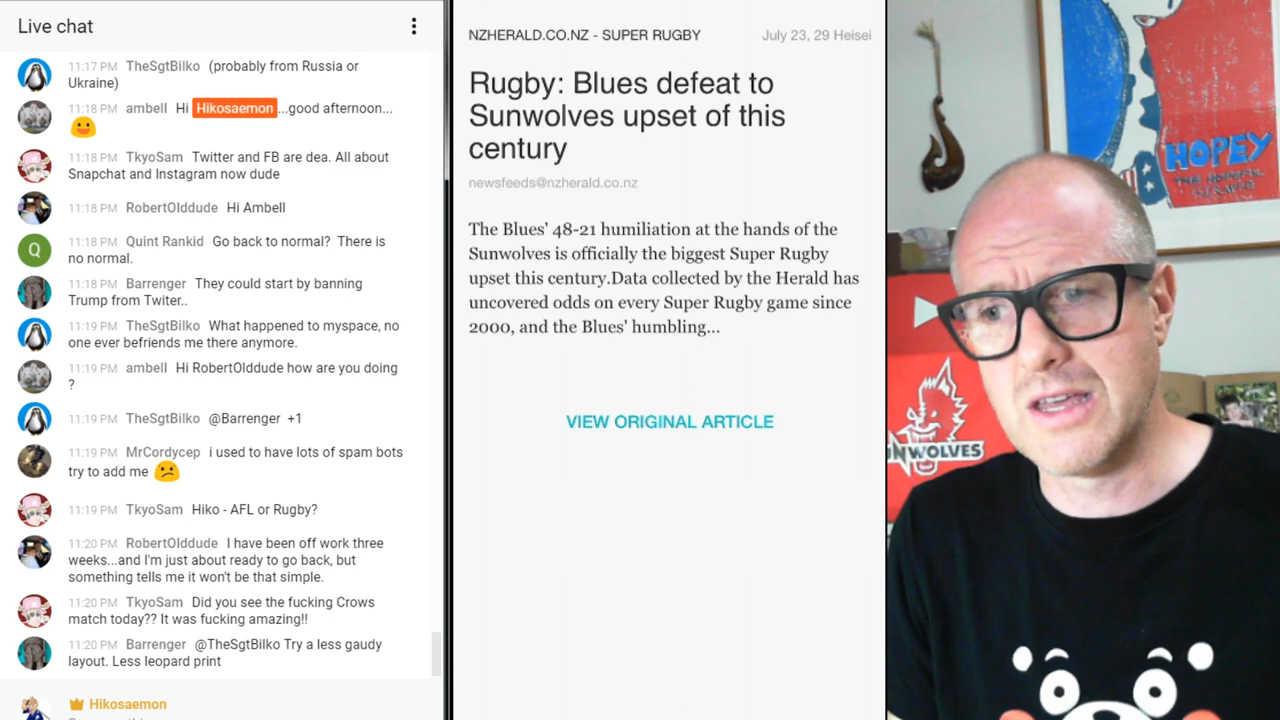 Live chat
11:17 PM TheSgtBilko (probably from Russia or
Ukraine)
11:18 PM ambell Hi Hikosaemon...good afternoon...
11:18 PM TkyoSam Twitter and FB are dea. All about
Snapchat and Instagram now dude
11:18 PM RobertOlddude Hi Ambell
Q
11:18 PM Quint Rankid Go back to normal? There is
no normal.
11:18 PM Barrenger They could start by banning
Trump from Twiter..
11:19 PM TheSgtBilko What happened to myspace, no
one ever befriends me there anymore.
11:19 PM ambell Hi RobertOlddude how are you doing
?
11:19 PM TheSgtBilko @Barrenger +1
11:19 PM MrCordycep i used to have lots of spam bots
try to add me
11:19 PM TkyoSam Hiko - AFL or Rugby?
11:20 PM RobertOlddude I have been off work three
weeks...and I'm just about ready to go back, but
something tells me it won't be that simple.
11:20 PM TkyoSam Did you see the fucking Crows
match today?? It was fucking amazing!!
11:20 PM Barrenger @TheSgtBilko Try a less gaudy
layout. Less leopard print
Hikosaemon
NZHERALD.CO.NZ - SUPER RUGBY July 23, 29 Heisei
Rugby: Blues defeat to
Sunwolves upset of this
century
newsfeeds@nzherald.co.nz
The Blues' 48-21 humiliation at the hands of the
Sunwolves is officially the biggest Super Rugby
upset this century.Data collected by the Herald has
uncovered odds on every Super Rugby game since
2000, and the Blues' humbling...
VIEW ORIGINAL ARTICLE
HOPEY
THE HOPEFUL
NWOLVES